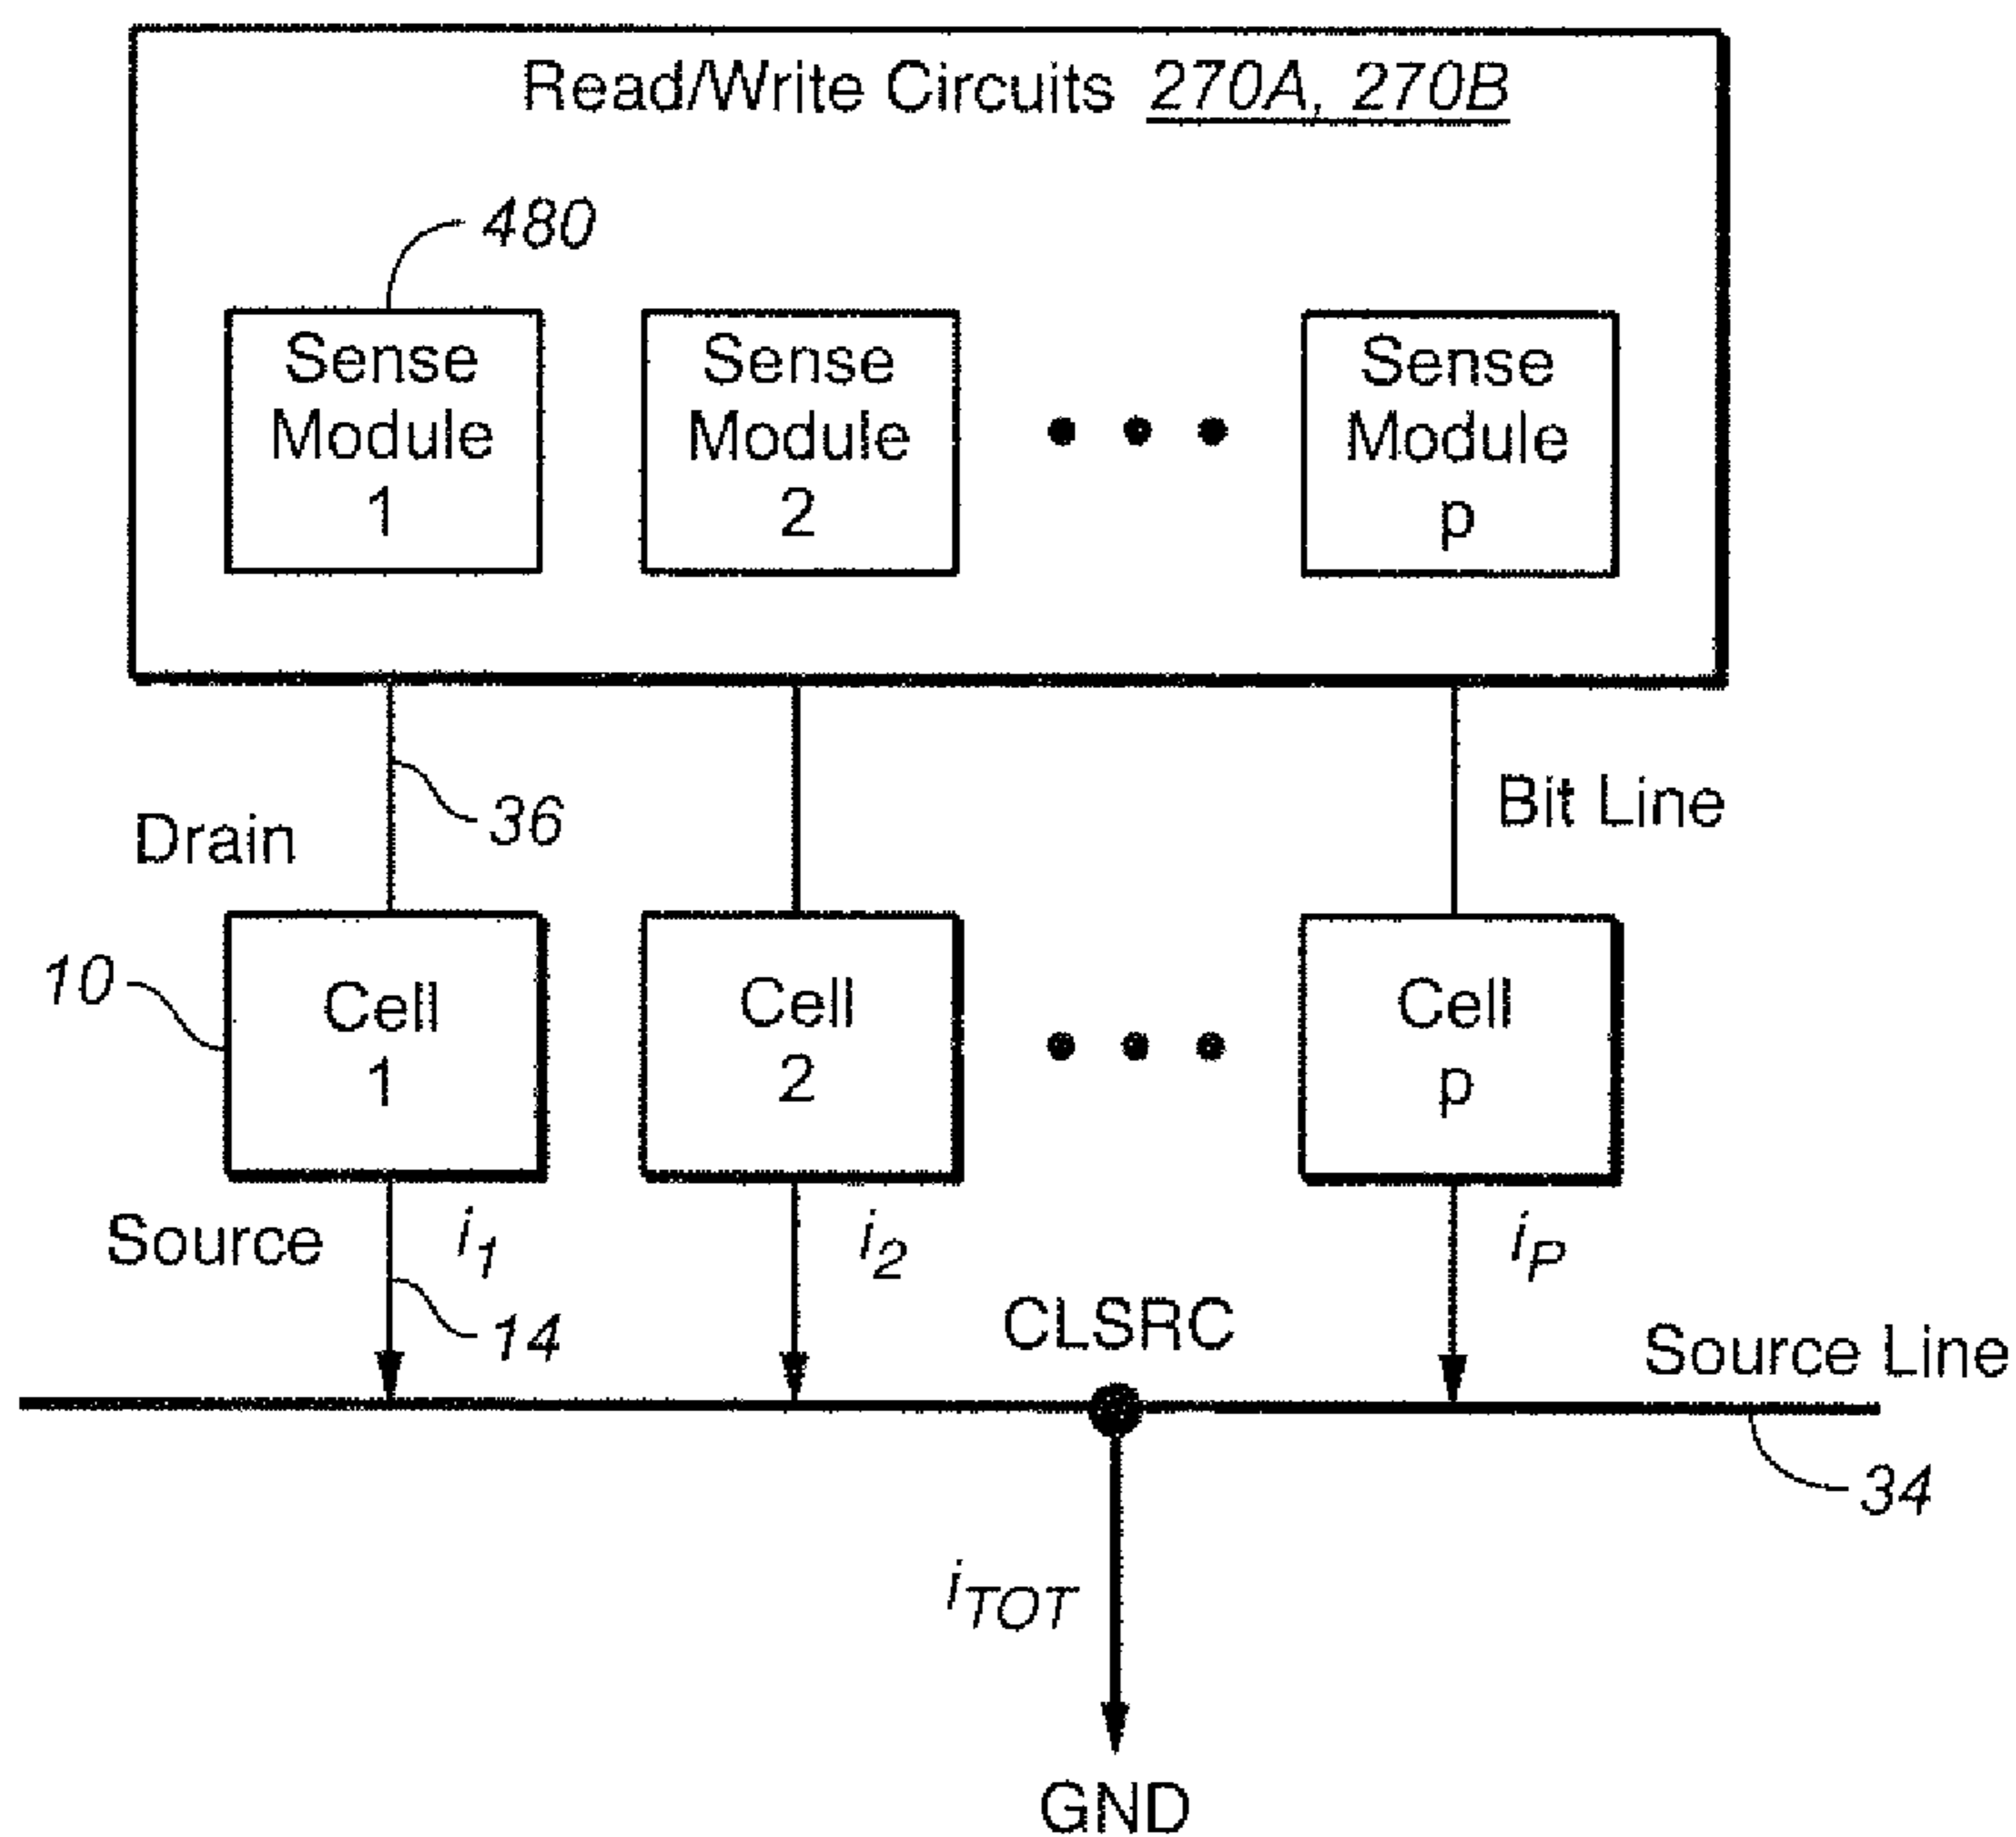 Read/Write Circuits 270A, 270B
480
Sense
Module
1
Sense
Module
2
Sense
Module
p
Drain
36
Bit Line
10
Cell
1
Cell
2
Cell
p
Source
i1
i2
iP
14
CLSRC
Source Line
34
iTOT
GND